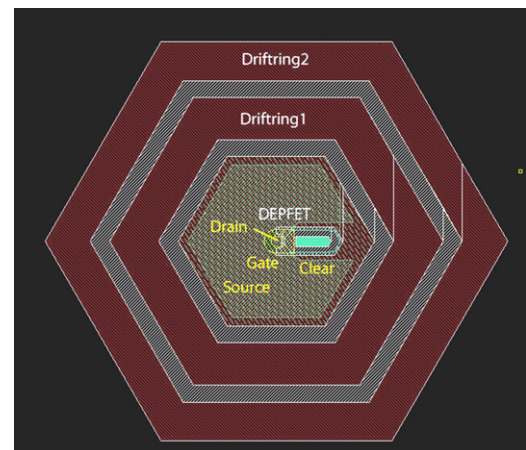 Driftring2
Driftring1
DEPFET
Drain
Gate
Clear
Source